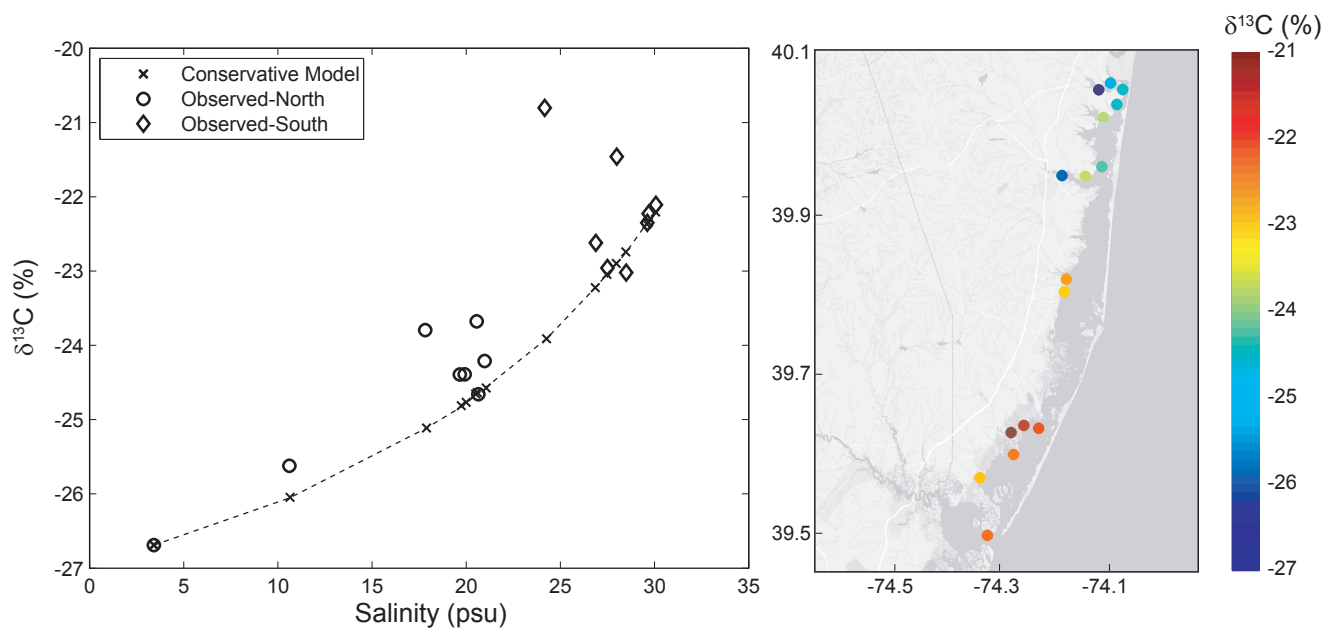 -20
-21
-22
-23
-24
-25
-26
-27
δ¹³C (%)
Conservative Model
Observed-North
Observed-South
0 5 10 15 20 25 30 35
Salinity (psu)
40.1
39.9
39.7
39.5
-74.5 -74.3 -74.1
δ¹³C (%)
-21
-22
-23
-24
-25
-26
-27